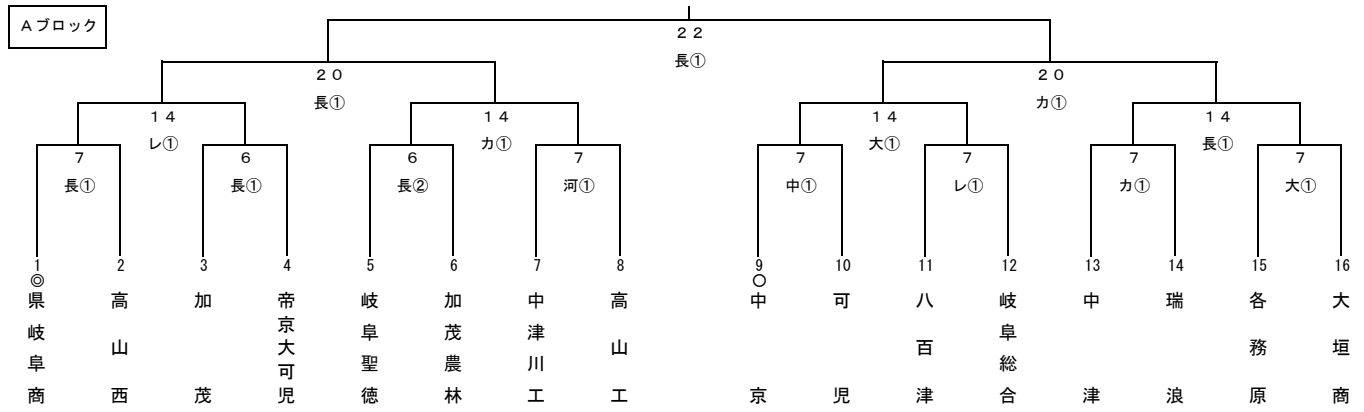 Aブロック
22
長①
20
20
長①
カ①
14
14
14
14
レ①
カ①
大①
長①
7
6
6
7
7
7
7
7
長①
長①
長②
河①
中①
レ①
カ①
大①
1
2
3
4
5
6
7
8
9
10
11
12
13
14
15
16
◎
○
県岐阜商
高山西
加茂
帝京大可児
岐阜聖徳
加茂農林
中津川工
高山工
中京
可児
八百津
岐阜総合
中津
瑞浪
各務原
大垣商